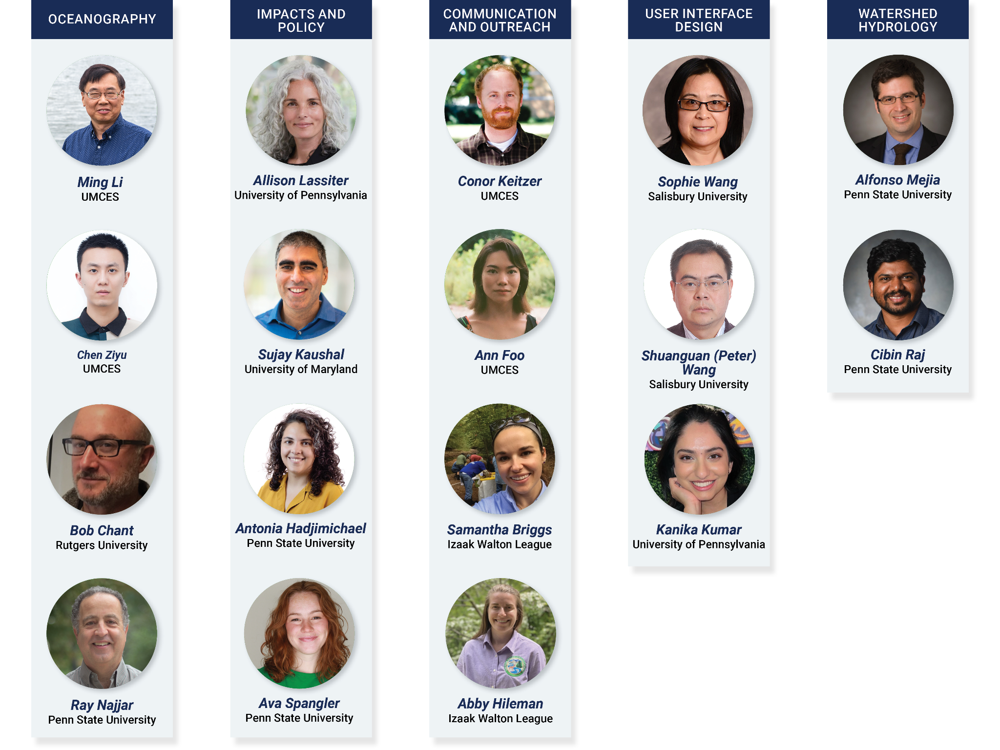 OCEANOGRAPHY
Ming Li
UMCES
Chen Ziyu
UMCES
Bob Chant
Rutgers University
Ray Najjar
Penn State University
IMPACTS AND
POLICY
Allison Lassiter
University of Pennsylvania
Sujay Kaushal
University of Maryland
Antonia Hadjimichael
Penn State University
Ava Spangler
Penn State University
COMMUNICATION
AND OUTREACH
Conor Keitzer
UMCES
Ann Foo
UMCES
Samantha Briggs
Izaak Walton League
Abby Hileman
Izaak Walton League
USER INTERFACE
DESIGN
Sophie Wang
Salisbury University
Shuanguan (Peter)
Wang
Salisbury University
Kanika Kumar
University of Pennsylvania
WATERSHED
HYDROLOGY
Alfonso Mejia
Penn State University
Cibin Raj
Penn State University